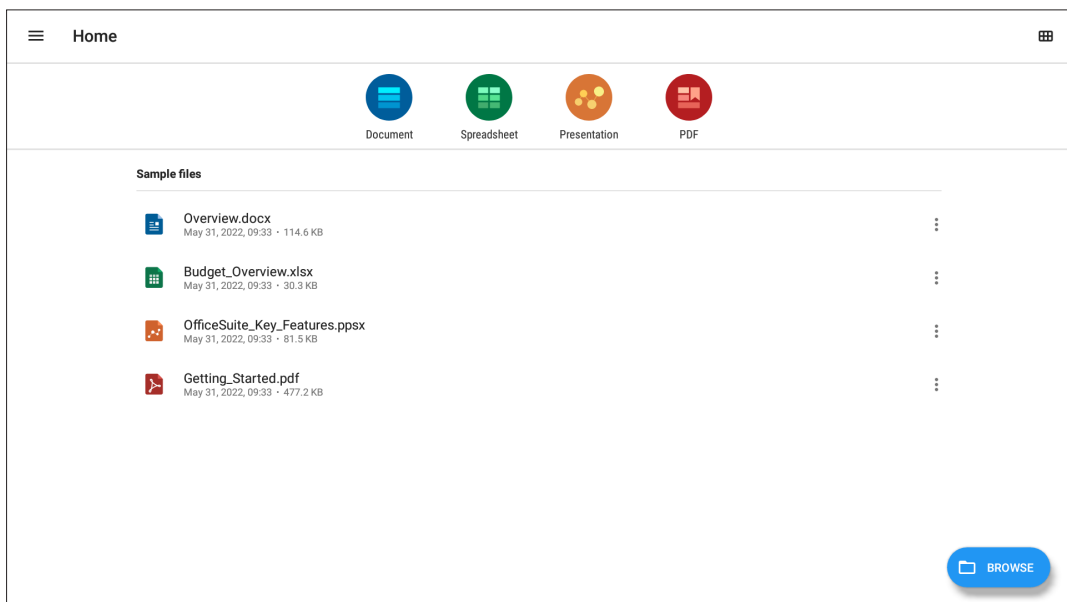 Home
Document Spreadsheet Presentation PDF
Sample files
Overview.docx
May 31, 2022, 09:33 • 114.6 KB
Budget_Overview.xlsx
May 31, 2022, 09:33 • 30.3 KB
OfficeSuite_Key_Features.ppsx
May 31, 2022, 09:33 • 81.5 KB
Getting_Started.pdf
May 31, 2022, 09:33 • 477.2 KB
BROWSE